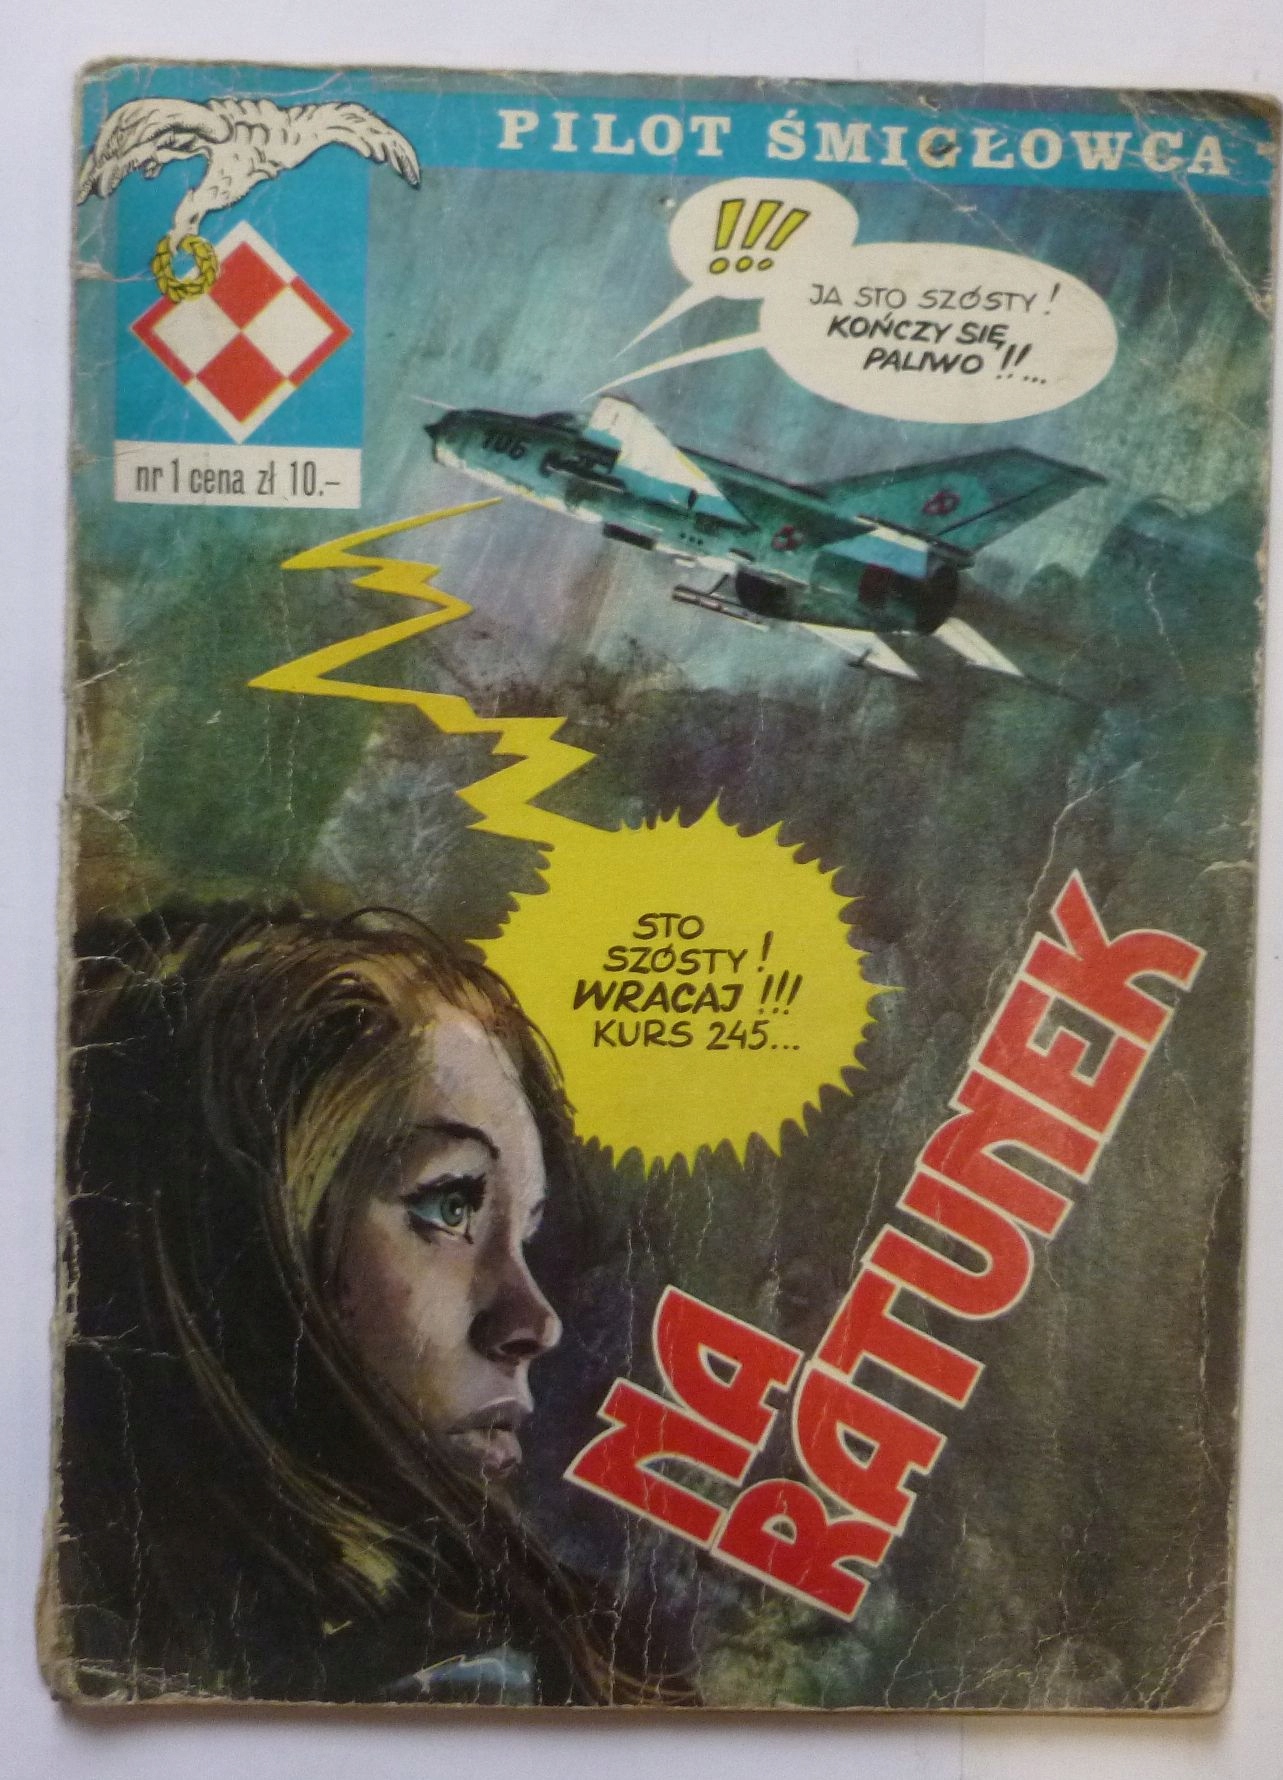 PILOT ŚMIGŁOWCA
!!!
JA STO SZÓSTY!
KOŃCZY SIĘ
PALIWO!!...
106
nr 1 cena zł 10.-
STO
SZÓSTY!
WRACAJ!!!
KURS 245...
NA
RATUNEK